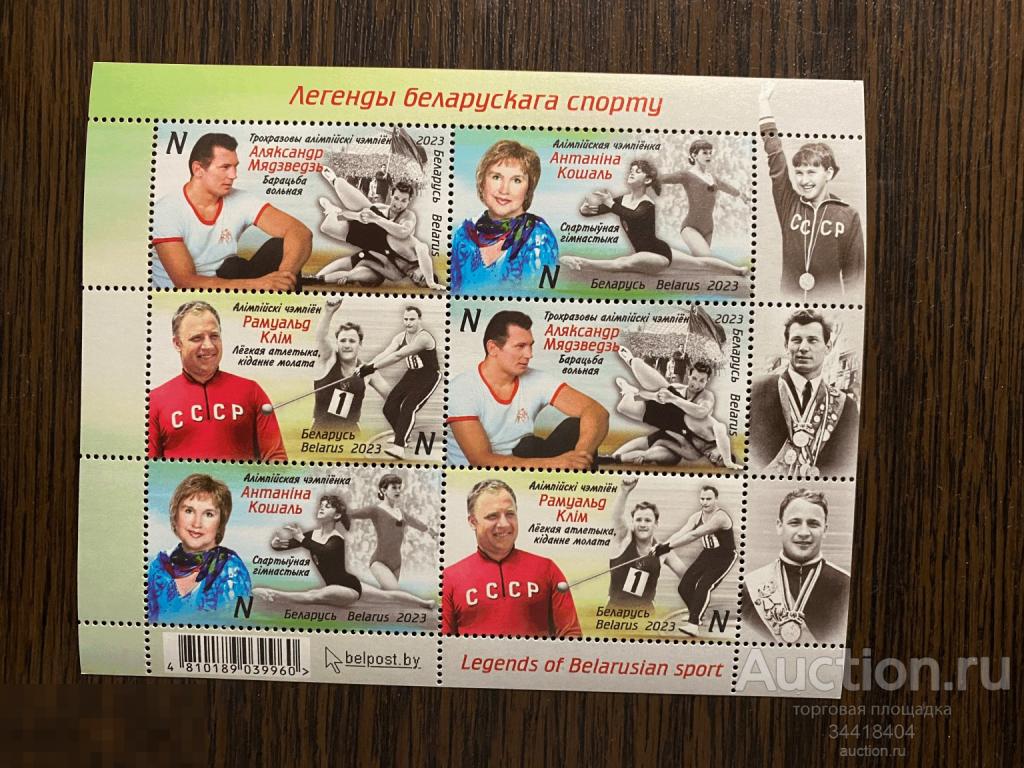 Легенды беларускага спорту
N
Трохразовы алімпійскі чэмпіён 2023
Аляксандр
Мядзведзь
Барацьба
вольная
Беларусь Belarus
Алімпійская чэмпіёнка
Антаніна
Кошаль
Спартыўная
гімнастыка
N
Беларусь Belarus 2023
СССР
Алімпійскі чэмпіён
Рамуальд
Клім
Лёгкая атлетыка,
кіданне молата
СССР
1
Беларусь
Belarus 2023
N
N
Трохразовы алімпійскі чэмпіён 2023
Аляксандр
Мядзведзь
Барацьба
вольная
Беларусь Belarus
Алімпійская чэмпіёнка
Антаніна
Кошаль
Спартыўная
гімнастыка
N
Беларусь Belarus 2023
Алімпійскі чэмпіён
Рамуальд
Клім
Лёгкая атлетыка,
кіданне молата
СССР
1
Беларусь
Belarus 2023
N
4 810189 039960 >
belpost.by
Legends of Belarusian sport
Auction.ru
торговая площадка
34418404
auction.ru